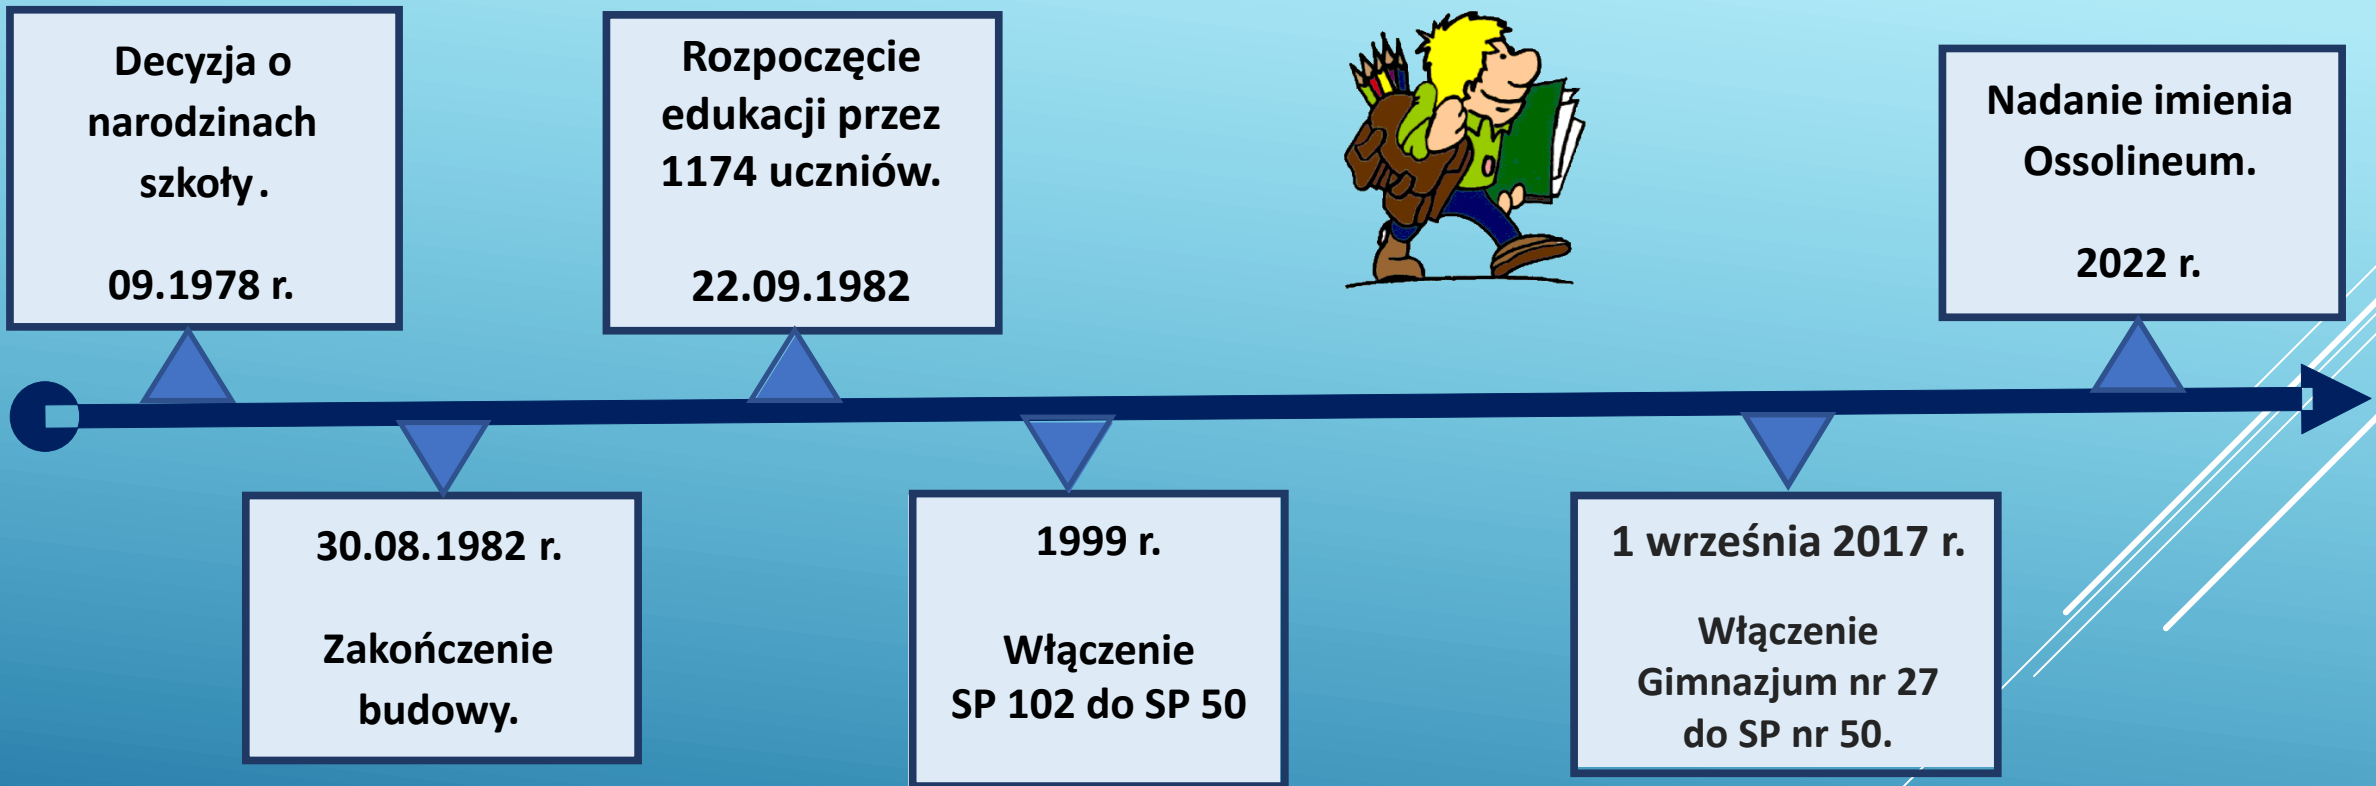 Decyzja o
narodzinach
szkoły.
09.1978 r.
30.08.1982 r.
Zakończenie
budowy.
Rozpoczęcie
edukacji przez
1174 uczniów.
22.09.1982
1999 r.
Włączenie
SP 102 do SP 50
1 września 2017 r.
Włączenie
Gimnazjum nr 27
do SP nr 50.
Nadanie imienia
Ossolineum.
2022 r.